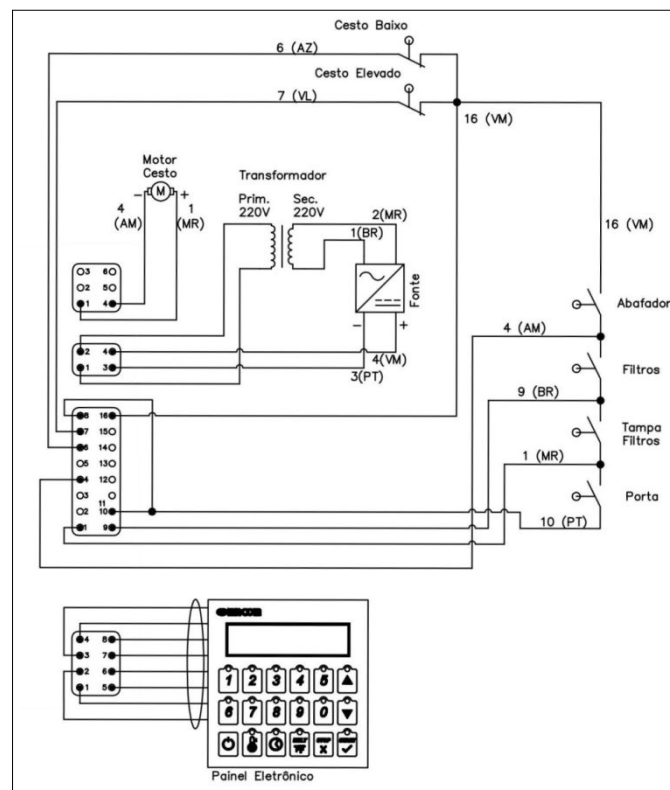 Cesto Baixo
6 (AZ)
Cesto Elevado
7 (VL)
16 (VM)
Motor
Cesto
- M +
4
(AM)
1
(MR)
Transformador
Prim.
220V
Sec.
220V
2(MR)
1(BR)
Fonte
- +
4(VM)
3(PT)
16 (VM)
Abafador
4 (AM)
Filtros
9 (BR)
Tampa
Filtros
1 (MR)
Porta
10 (PT)
3 6
2 5
1 4
2 4
1 3
8 16
7 15
6 14
5 13
4 12
3 11
2 10
1 9
4 8
3 7
2 6
1 5
1 2 3 4 5
6 7 8 9 0
Painel Eletrônico